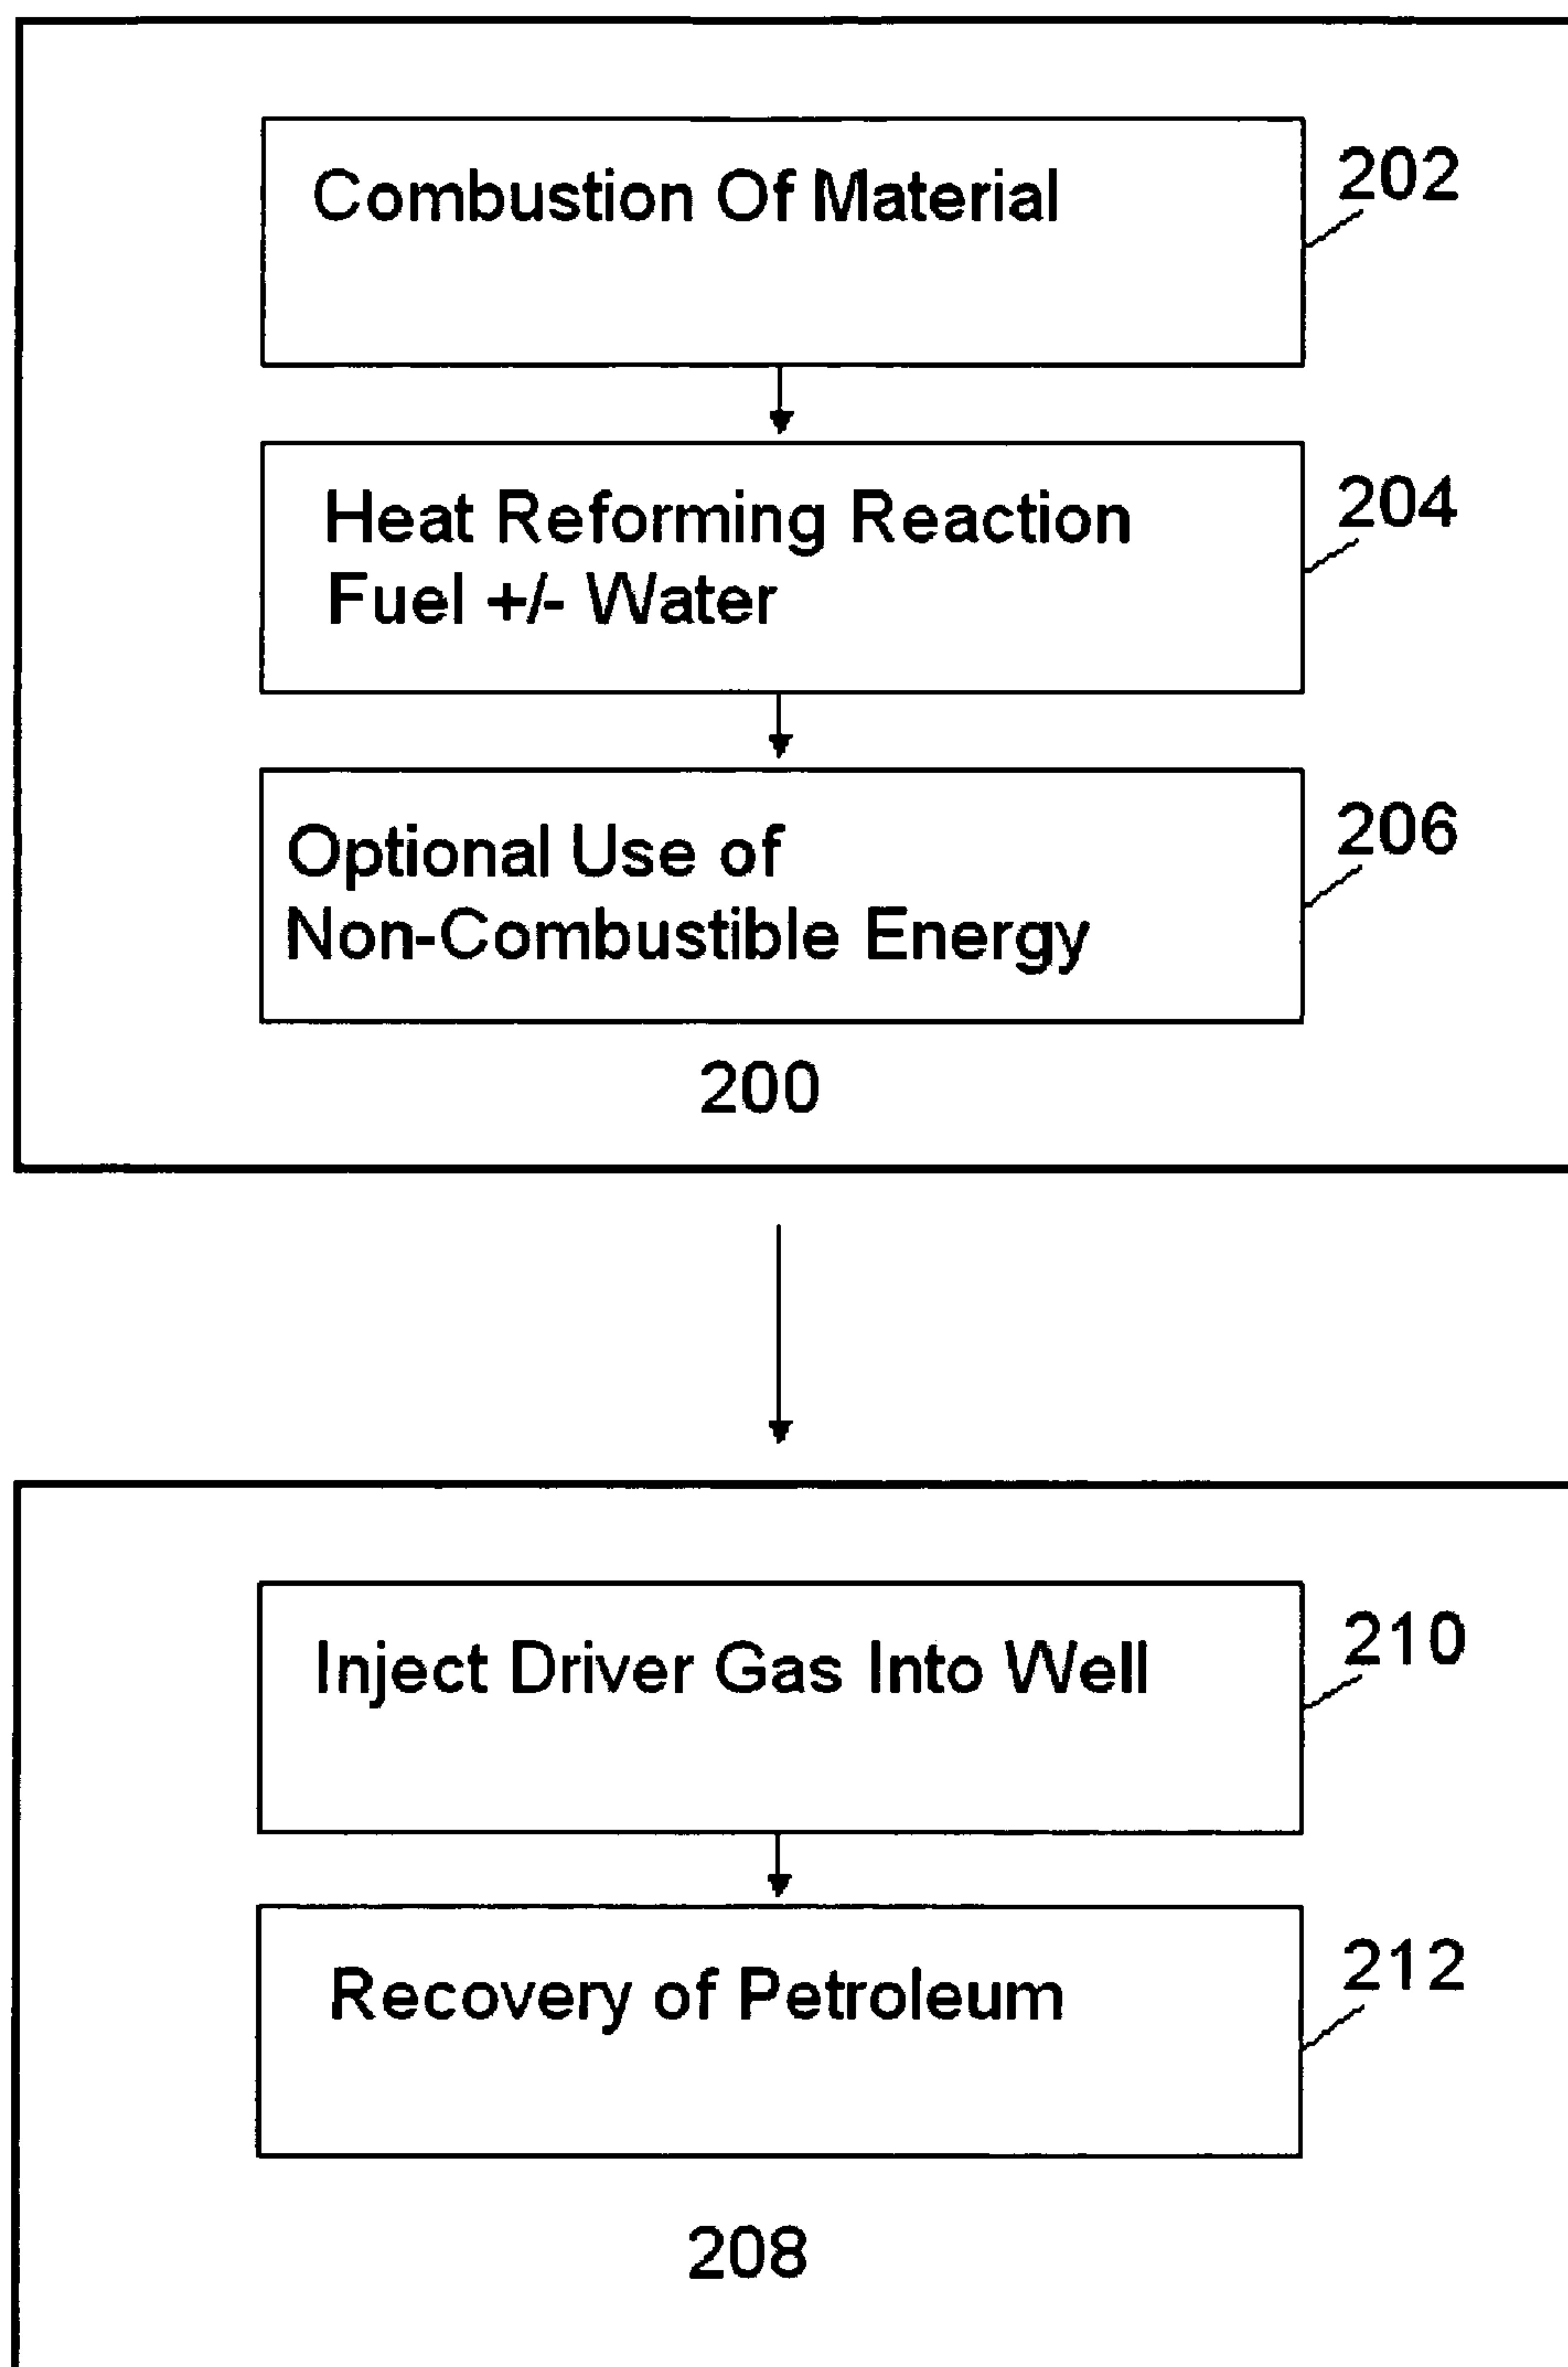 Combustion Of Material
202
Heat Reforming Reaction
Fuel +/- Water
204
Optional Use of
Non-Combustible Energy
206
200
Inject Driver Gas Into Well
210
Recovery of Petroleum
212
208